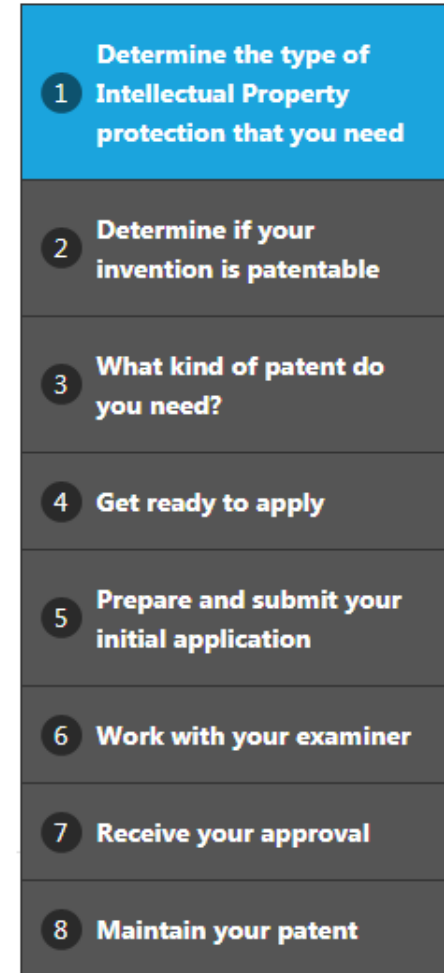 1
Determine the type of
Intellectual Property
protection that you need
2
Determine if your
invention is patentable
3
What kind of patent do
you need?
4
Get ready to apply
5
Prepare and submit your
initial application
6
Work with your examiner
7
Receive your approval
8
Maintain your patent